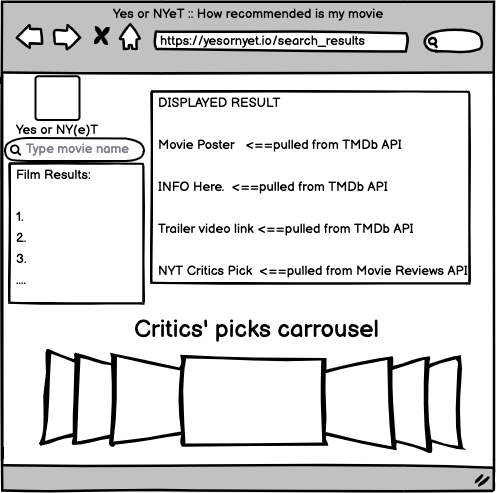 Yes or NYeT :: How recommended is my movie
https://yesornyet.io/search_results
Yes or NY(e)T
Type movie name
Film Results:
1.
2.
3.
....
DISPLAYED RESULT
Movie Poster <==pulled from TMDb API
INFO Here. <==pulled from TMDb API
Trailer video link <==pulled from TMDb API
NYT Critics Pick <==pulled from Movie Reviews API
Critics' picks carrousel